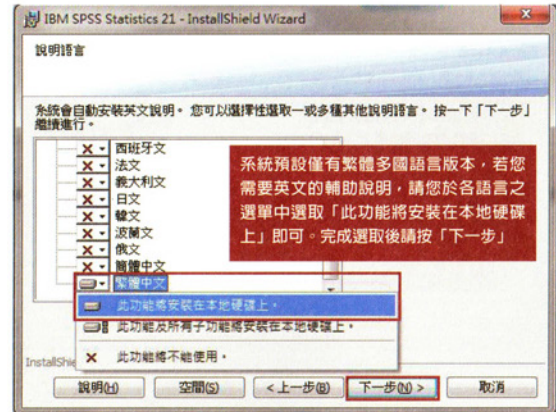 IBM SPSS Statistics 21 - InstallShield Wizard
說明語言
系統會自動安裝英文說明。 您可以選擇性選取一或多種其他說明語言。 按一下「下一步」
繼續進行。
西班牙文
法文
義大利文
日文
韓文
波蘭文
俄文
簡體中文
繁體中文
系統預設僅有繁體多國語言版本，若您
需要英文的輔助說明，請您於各語言之
選單中選取「此功能將安裝在本地硬碟
上」即可。完成選取後請按「下一步」
此功能將安裝在本地硬碟上。
此功能及所有子功能將安裝在本地硬碟上。
此功能將不能使用。
InstallShie
說明(H)
空間(S)
< 上一步(B)
下一步(N) >
取消